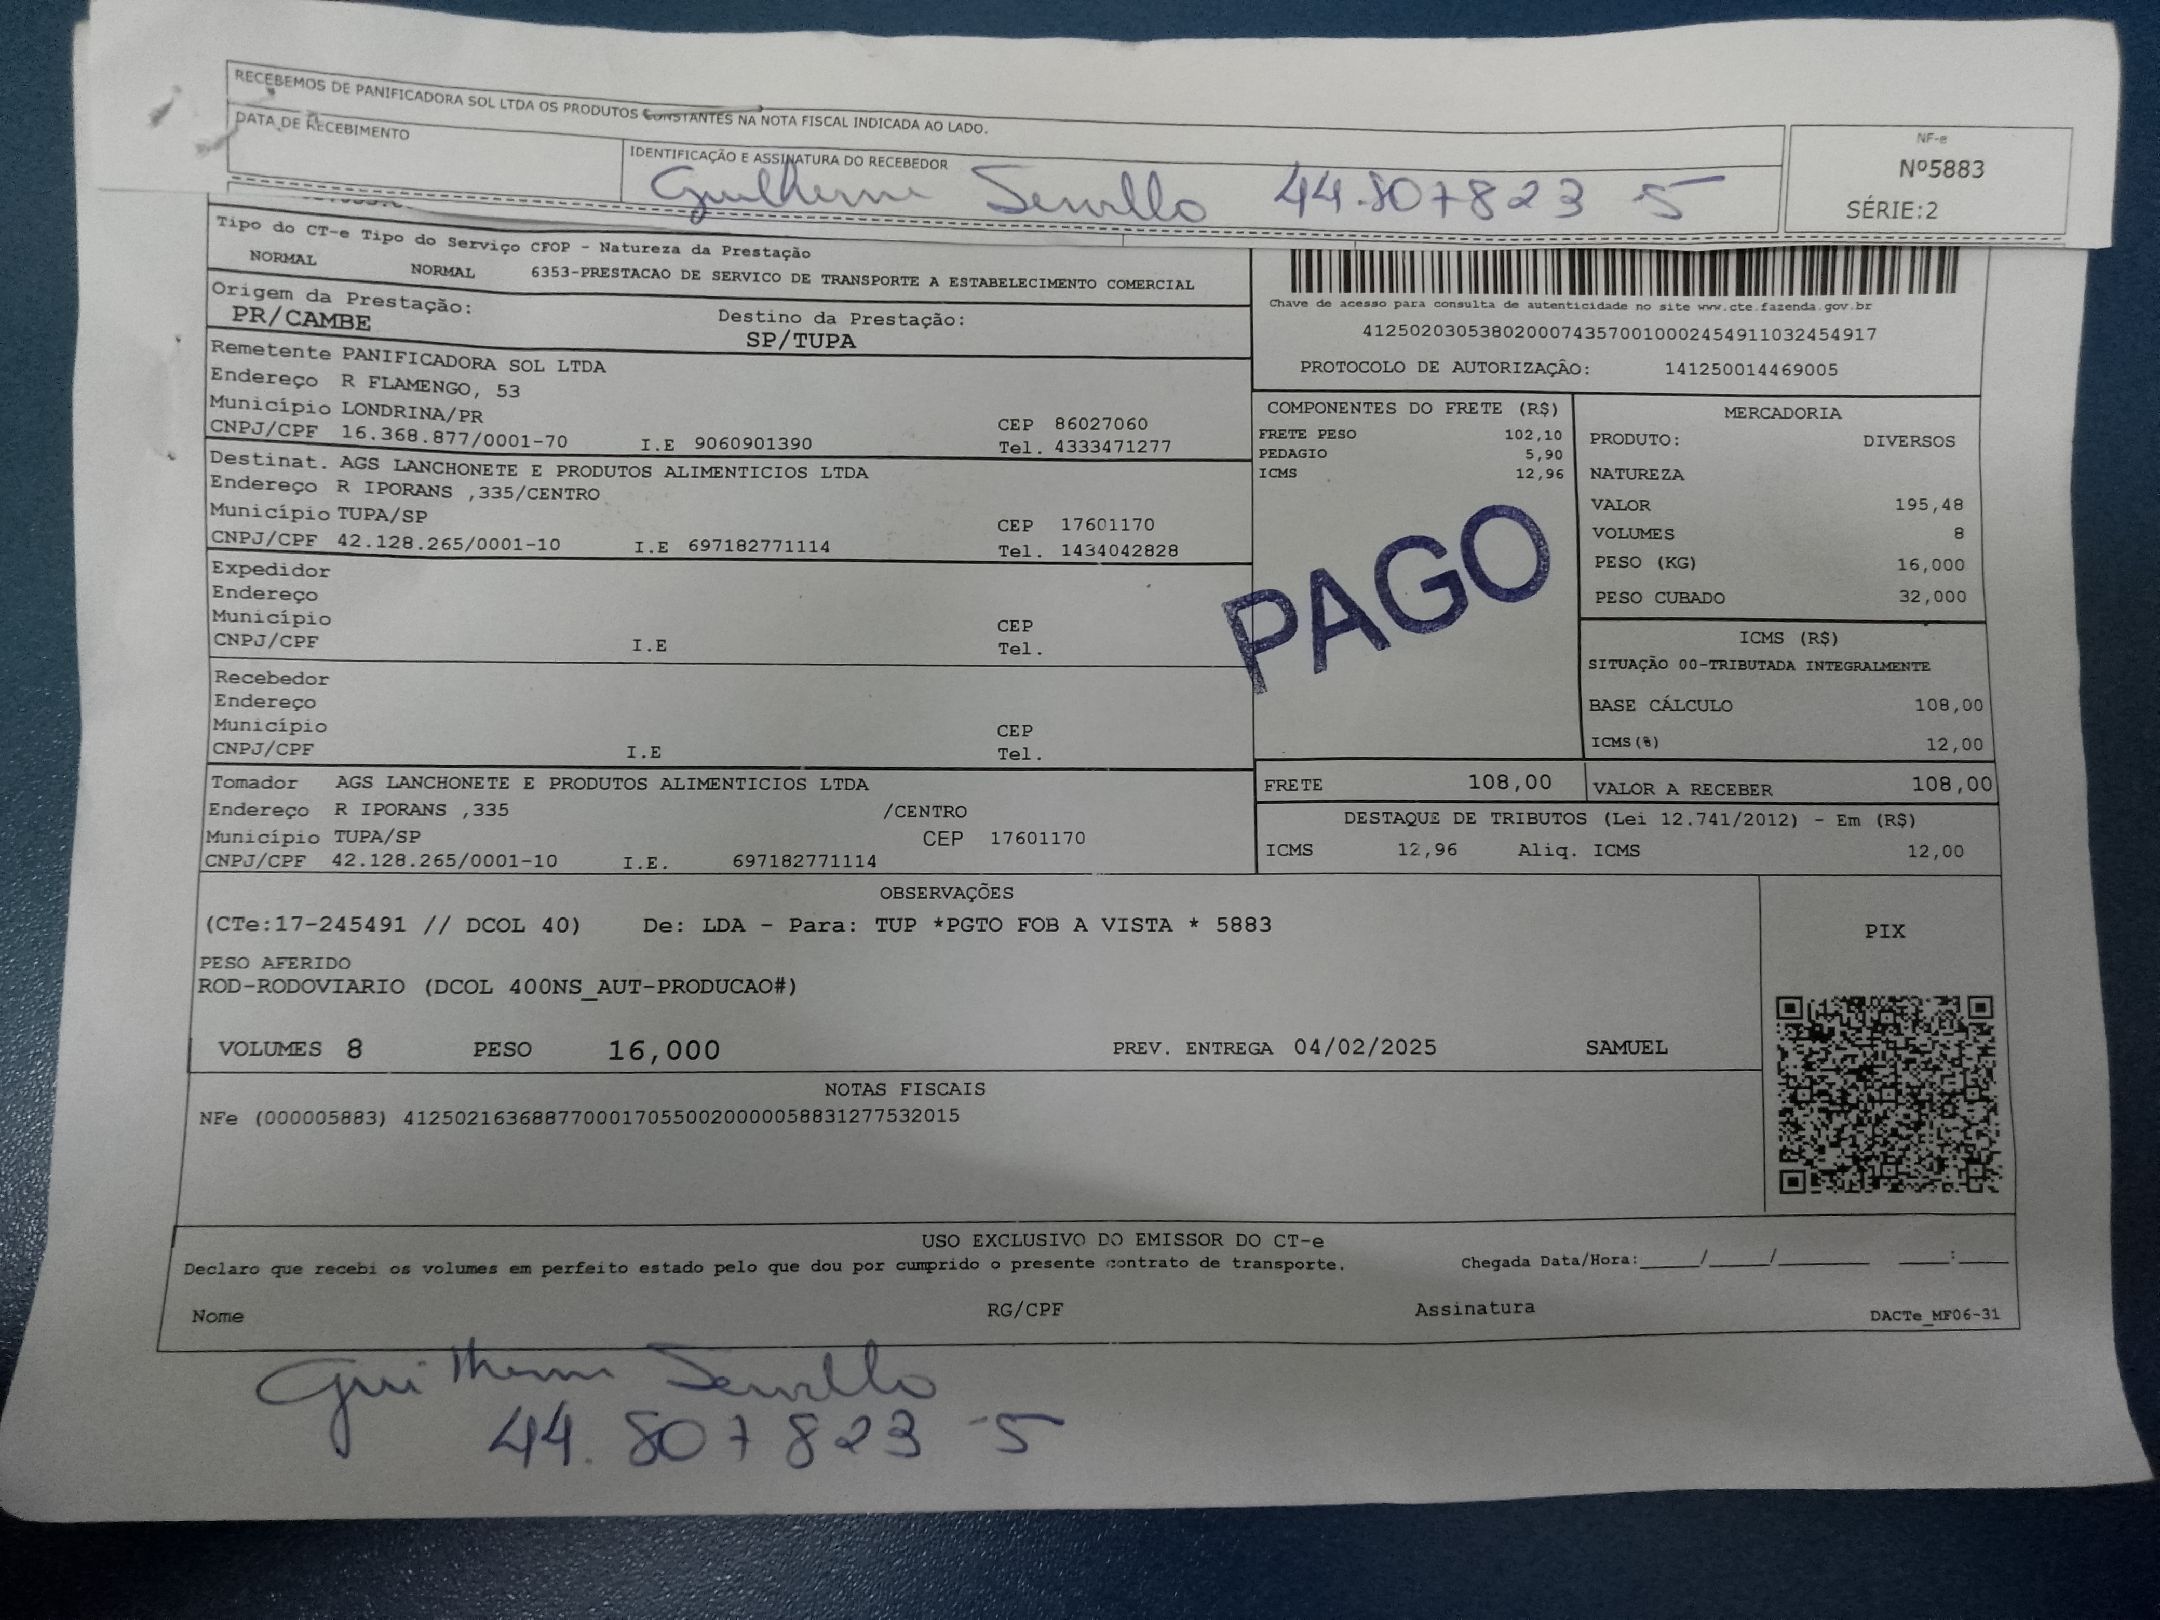 RECEBEMOS DE PANIFICADORA SOL LTDA OS PRODUTOS CONSTANTES NA NOTA FISCAL INDICADA AO LADO.
DATA DE RECEBIMENTO
IDENTIFICAÇÃO E ASSINATURA DO RECEBEDOR
Guilherme 44.807823-5
NF-e
Nº5883
SÉRIE:2
Tipo do CT-e Tipo do Serviço CFOP - Natureza da Prestação
NORMAL NORMAL 6353-PRESTACAO DE SERVICO DE TRANSPORTE A ESTABELECIMENTO COMERCIAL
Origem da Prestação: Destino da Prestação:
PR/CAMBE SP/TUPA
Remetente PANIFICADORA SOL LTDA
Endereço R FLAMENGO, 53
Município LONDRINA/PR CEP 86027060
CNPJ/CPF 16.368.877/0001-70 I.E 9060901390 Tel. 4333471277
Destinat. AGS LANCHONETE E PRODUTOS ALIMENTICIOS LTDA
Endereço R IPORANS ,335/CENTRO
Município TUPA/SP CEP 17601170
CNPJ/CPF 42.128.265/0001-10 I.E 697182771114 Tel. 1434042828
Expedidor
Endereço
Município CEP
CNPJ/CPF I.E Tel.
Recebedor
Endereço
Município CEP
CNPJ/CPF I.E Tel.
Tomador AGS LANCHONETE E PRODUTOS ALIMENTICIOS LTDA
Endereço R IPORANS ,335 /CENTRO
Município TUPA/SP CEP 17601170
CNPJ/CPF 42.128.265/0001-10 I.E. 697182771114
Chave de acesso para consulta de autenticidade no site www.cte.fazenda.gov.br
41250203053802000743570010002454911032454917
PROTOCOLO DE AUTORIZAÇÃO: 141250014469005
COMPONENTES DO FRETE (R$)
FRETE PESO 102,10
PEDAGIO 5,90
ICMS 12,96
PAGO
MERCADORIA
PRODUTO: DIVERSOS
NATUREZA
VALOR 195,48
VOLUMES 8
PESO (KG) 16,000
PESO CUBADO 32,000
ICMS (R$)
SITUAÇÃO 00-TRIBUTADA INTEGRALMENTE
BASE CÁLCULO 108,00
ICMS(%) 12,00
FRETE 108,00 VALOR A RECEBER 108,00
DESTAQUE DE TRIBUTOS (Lei 12.741/2012) - Em (R$)
ICMS 12,96 Aliq. ICMS 12,00
OBSERVAÇÕES
(CTe:17-245491 // DCOL 40) De: LDA - Para: TUP *PGTO FOB A VISTA * 5883
PESO AFERIDO
ROD-RODOVIARIO (DCOL 400NS_AUT-PRODUCAO#)
VOLUMES 8 PESO 16,000 PREV. ENTREGA 04/02/2025 SAMUEL
PIX
NOTAS FISCAIS
NFe (000005883) 41250216368877000170550020000058831277532015
USO EXCLUSIVO DO EMISSOR DO CT-e
Declaro que recebi os volumes em perfeito estado pelo que dou por cumprido o presente contrato de transporte. Chegada Data/Hora:_____/_____/________ ____:____
Nome RG/CPF Assinatura DACTe_MF06-31
Guilherme
44.807823-5